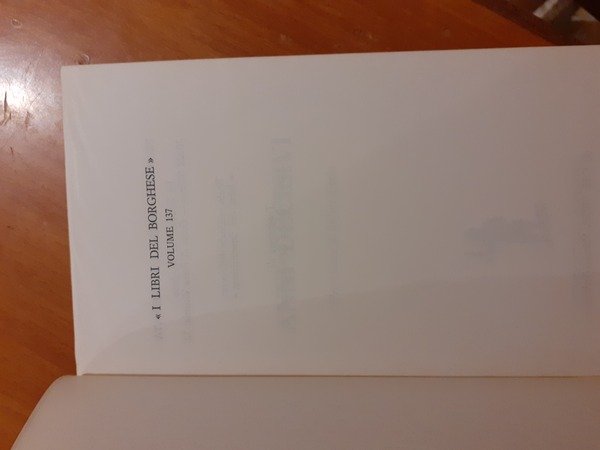 « I LIBRI DEL BORGHESE »
VOLUME 137